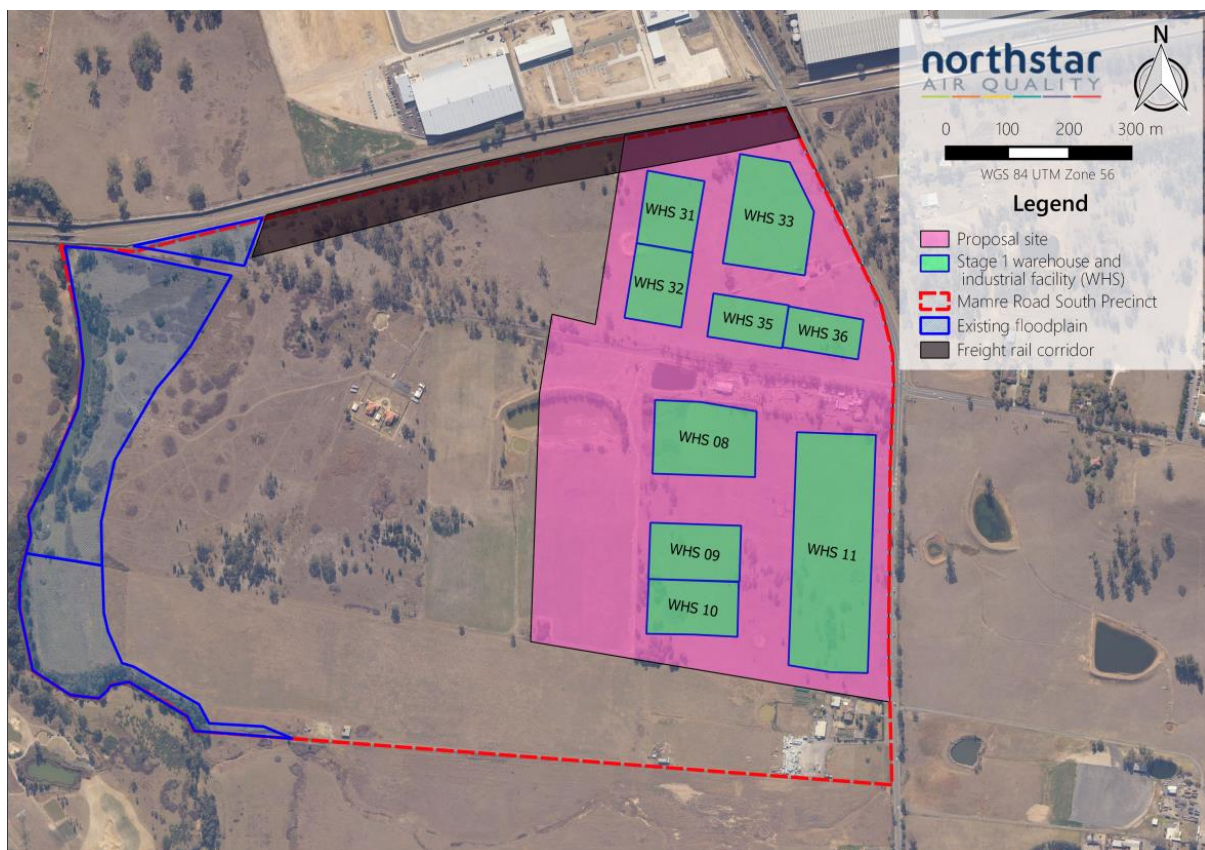 northstar
AIR QUALITY
N
0 100 200 300 m
WGS 84 UTM Zone 56
Legend
Proposal site
Stage 1 warehouse and
industrial facility (WHS)
Mamre Road South Precinct
Existing floodplain
Freight rail corridor
WHS 31
WHS 33
WHS 32
WHS 35
WHS 36
WHS 08
WHS 09
WHS 11
WHS 10